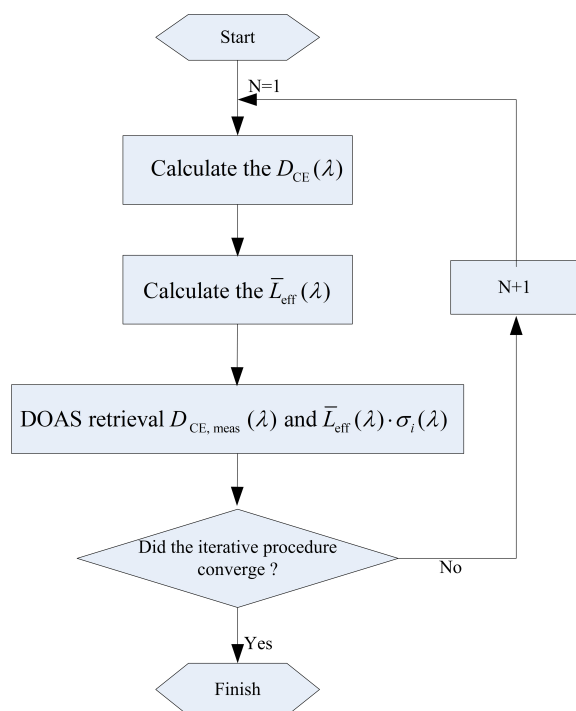 Start
N=1
Calculate the D_CE(λ)
Calculate the L̅_eff(λ)
N+1
DOAS retrieval D_CE, meas(λ) and L̅_eff(λ)·σ_i(λ)
Did the iterative procedure
converge ?
No
Yes
Finish